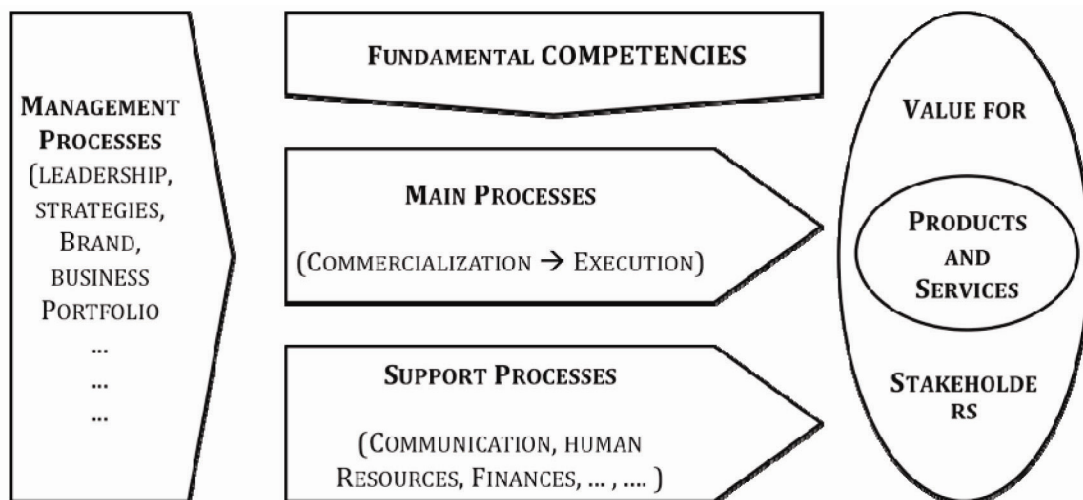 MANAGEMENT
PROCESSES
(LEADERSHIP,
STRATEGIES,
BRAND,
BUSINESS
PORTFOLIO
...
...
...
FUNDAMENTAL COMPETENCIES
MAIN PROCESSES
(COMMERCIALIZATION → EXECUTION)
SUPPORT PROCESSES
(COMMUNICATION, HUMAN
RESOURCES, FINANCES, ... , .... )
VALUE FOR
PRODUCTS
AND
SERVICES
STAKEHOLDE
RS